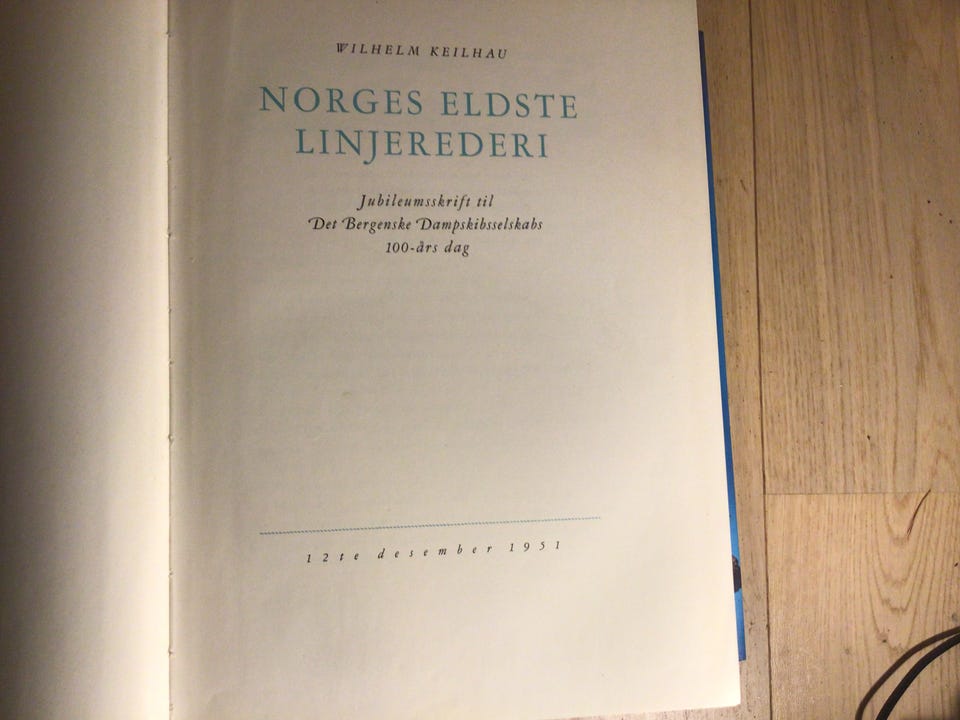 WILHELM KEILHAU
NORGES ELDSTE
LINJEREDERI
Jubileumsskrift til
Det Bergenske Dampskibsselskabs
100-års dag
12te desember 1951